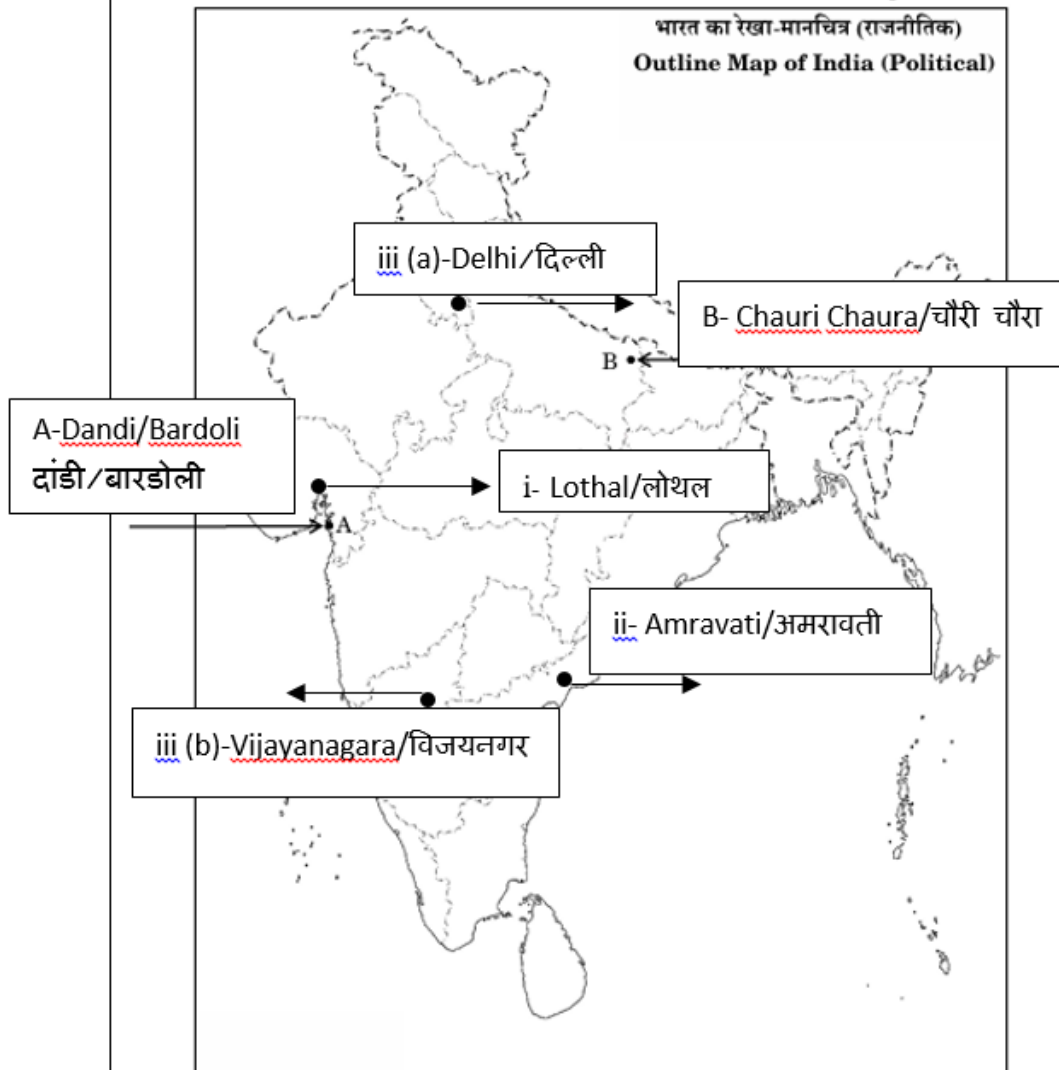 भारत का रेखा-मानचित्र (राजनीतिक)
Outline Map of India (Political)
iii (a)-Delhi/दिल्ली
B- Chauri Chaura/चौरी चौरा
B
A-Dandi/Bardoli
दांडी/बारडोली
i- Lothal/लोथल
A
ii- Amravati/अमरावती
iii (b)-Vijayanagara/विजयनगर